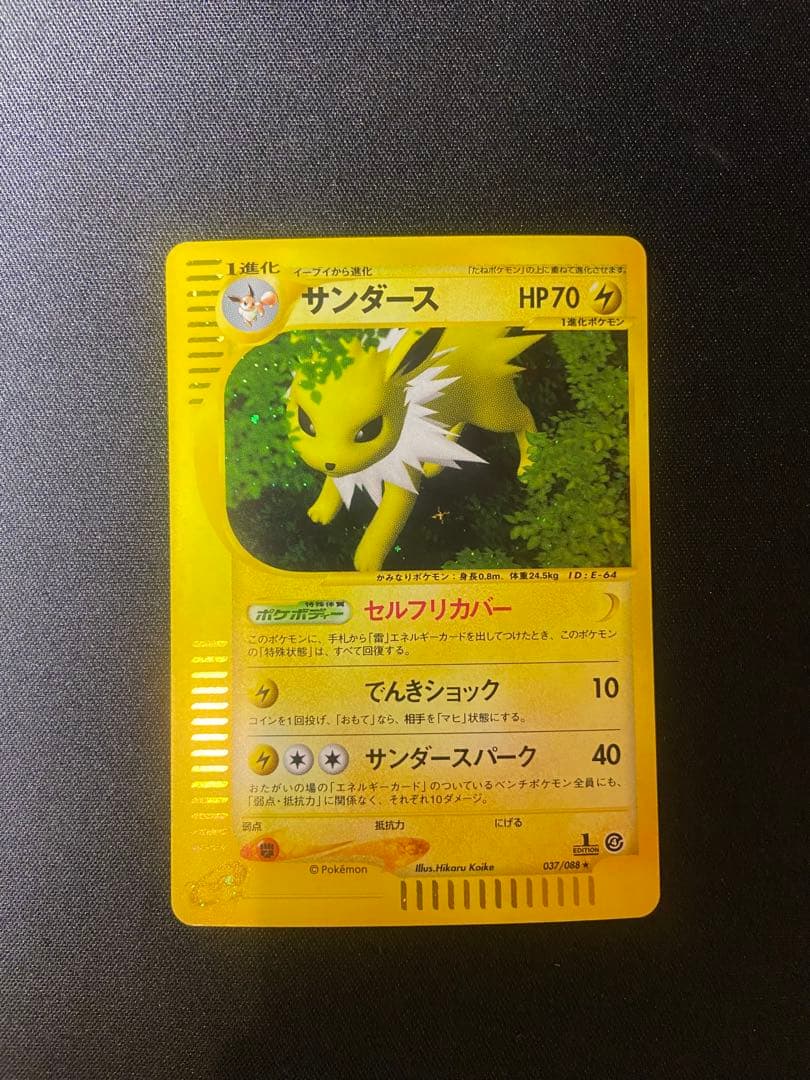 1進化 イーブイから進化 「たねポケモン」の上に重ねて進化させます。
サンダース HP70
1進化ポケモン
かみなりポケモン：身長0.8m、体重24.5kg ID:E-64
特殊体質
ポケボディー セルフリカバー
このポケモンに、手札から「雷」エネルギーカードを出してつけたとき、このポケモン
の「特殊状態」は、すべて回復する。
でんきショック 10
コインを1回投げ、「おもて」なら、相手を「マヒ」状態にする。
サンダースパーク 40
おたがいの場の「エネルギーカード」のついているベンチポケモン全員にも、
「弱点・抵抗力」に関係なく、それぞれ10ダメージ。
弱点 抵抗力 にげる
1
EDITION
© Pokémon Illus.Hikaru Koike 037/088★